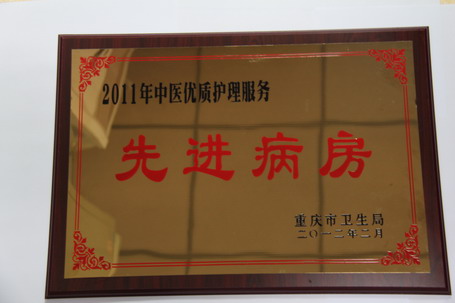 2011年中医优质护理服务
先进病房
重庆市卫生局
二〇一二年二月